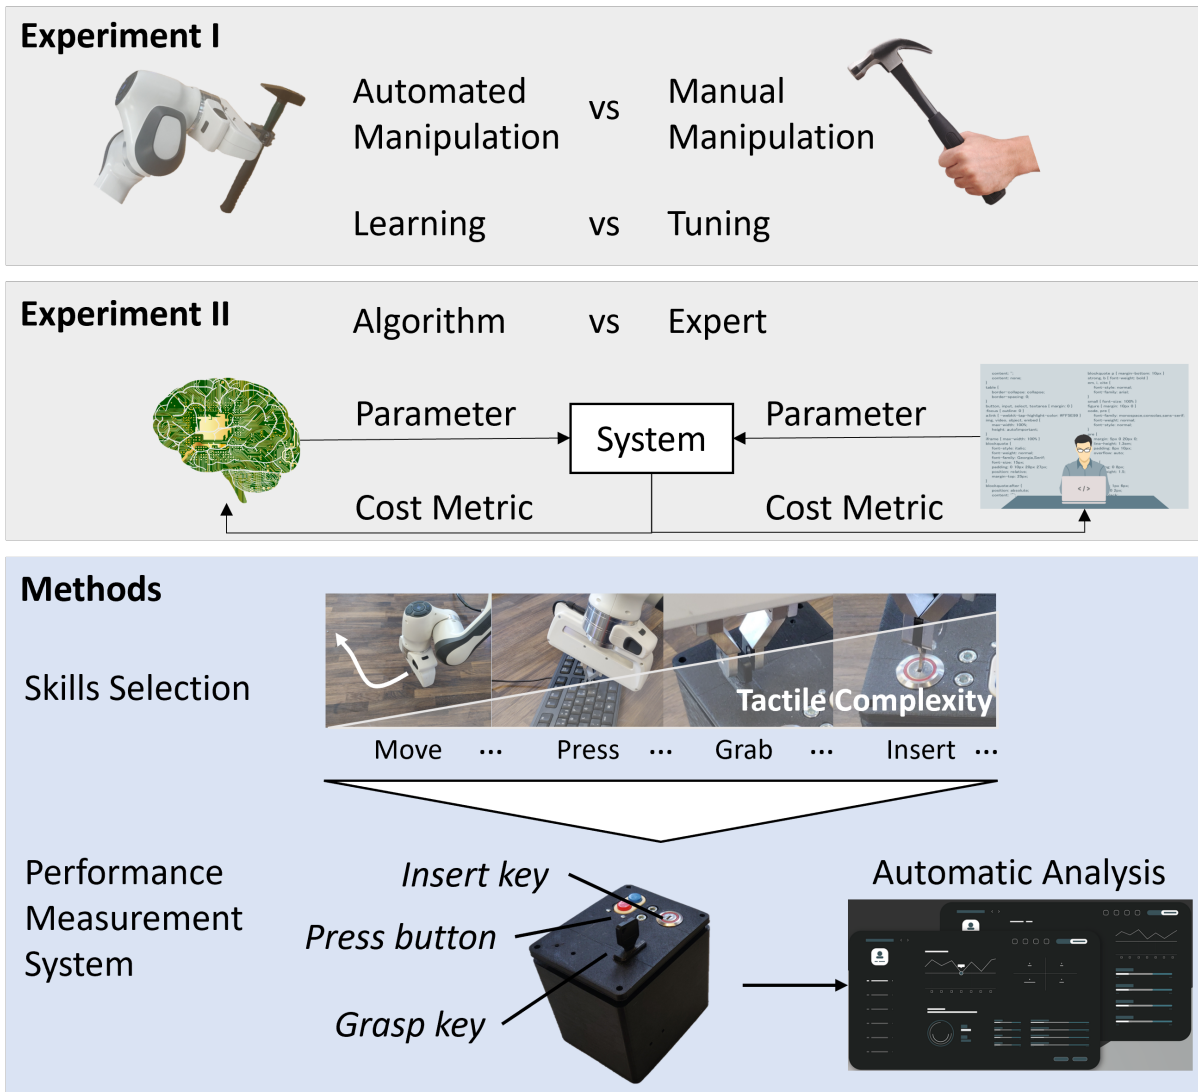 Experiment I
Automated
Manipulation
vs
Manual
Manipulation
Learning
vs
Tuning
Experiment II
Algorithm
vs
Expert
Parameter
System
Parameter
Cost Metric
Cost Metric
Methods
Skills Selection
Tactile Complexity
Move ... Press ... Grab ... Insert ...
Performance
Measurement
System
Insert key
Press button
Grasp key
Automatic Analysis